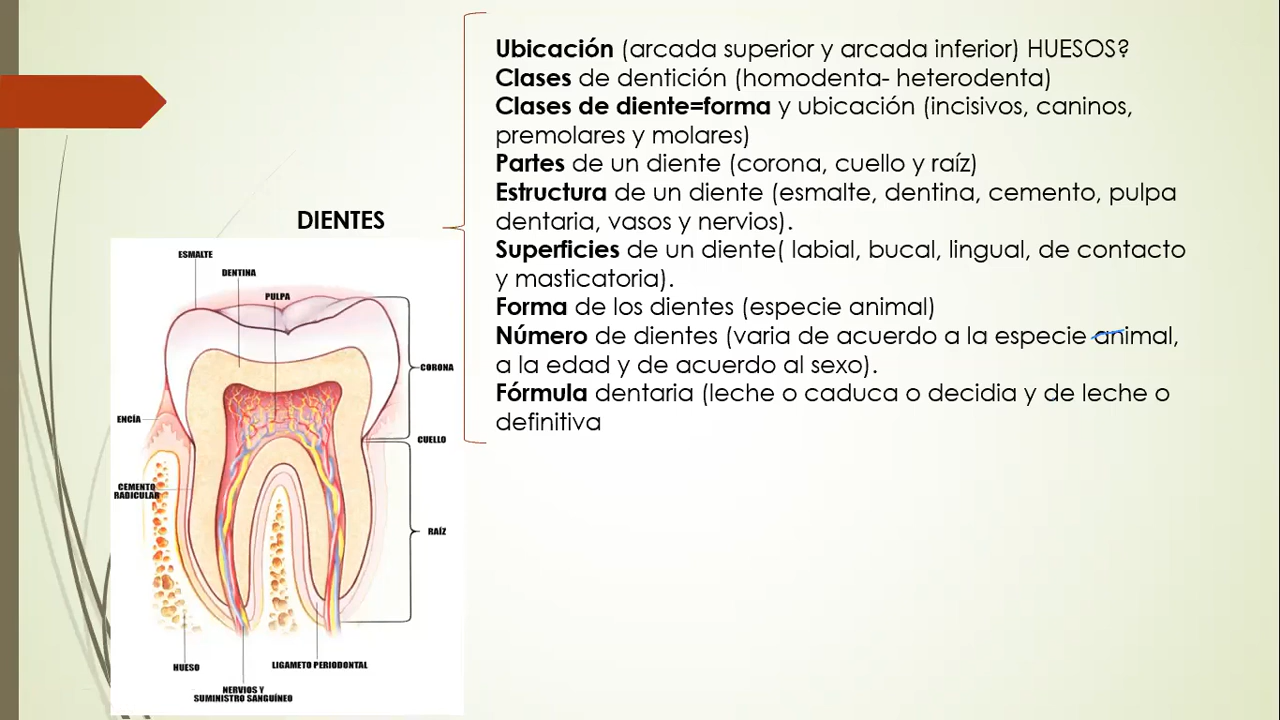 Ubicación (arcada superior y arcada inferior) HUESOS?
Clases de dentición (homodenta- heterodenta)
Clases de diente=forma y ubicación (incisivos, caninos,
premolares y molares)
Partes de un diente (corona, cuello y raíz)
Estructura de un diente (esmalte, dentina, cemento, pulpa
dentaria, vasos y nervios).
Superficies de un diente( labial, bucal, lingual, de contacto
y masticatoria).
Forma de los dientes (especie animal)
Número de dientes (varia de acuerdo a la especie animal,
a la edad y de acuerdo al sexo).
Fórmula dentaria (leche o caduca o decidia y de leche o
definitiva
DIENTES
ESMALTE
DENTINA
PULPA
CORONA
ENCÍA
CUELLO
CEMENTO
RADICULAR
RAÍZ
HUESO
LIGAMETO PERIODONTAL
NERVIOS Y
SUMINISTRO SANGUÍNEO